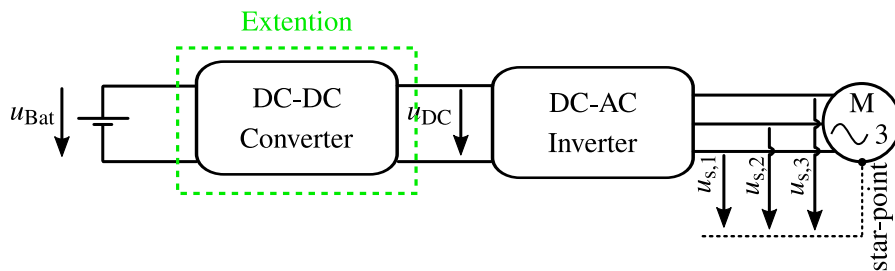 Extention
u_Bat
DC-DC
Converter
u_DC
DC-AC
Inverter
u_s,1
u_s,2
u_s,3
M
3
star-point